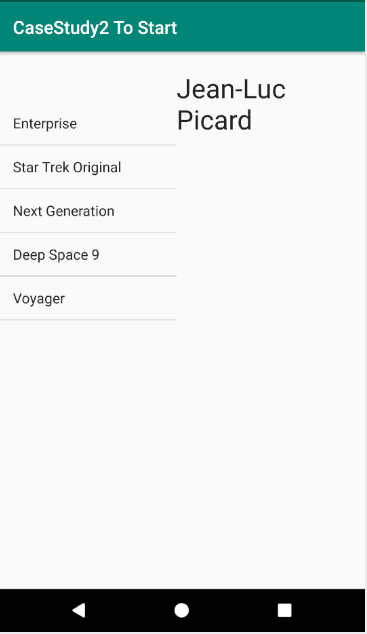 CaseStudy2 To Start
Jean-Luc
Picard
Enterprise
Star Trek Original
Next Generation
Deep Space 9
Voyager